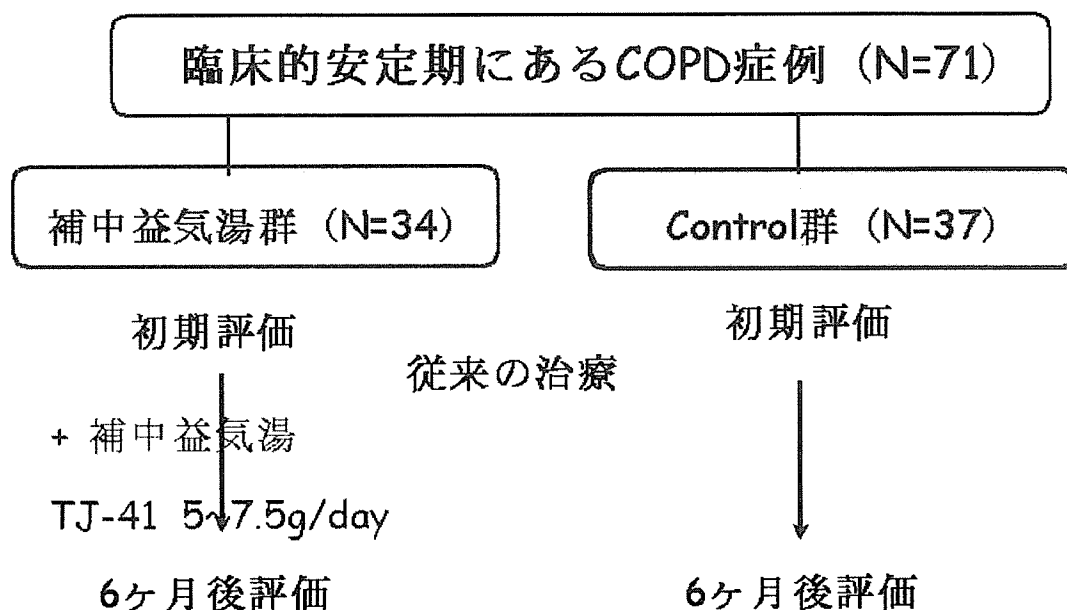 臨床的安定期にあるCOPD症例 (N=71)
補中益気湯群 (N=34)
Control群 (N=37)
初期評価
初期評価
従来の治療
+ 補中益気湯
TJ-41 5~7.5g/day
6ヶ月後評価
6ヶ月後評価